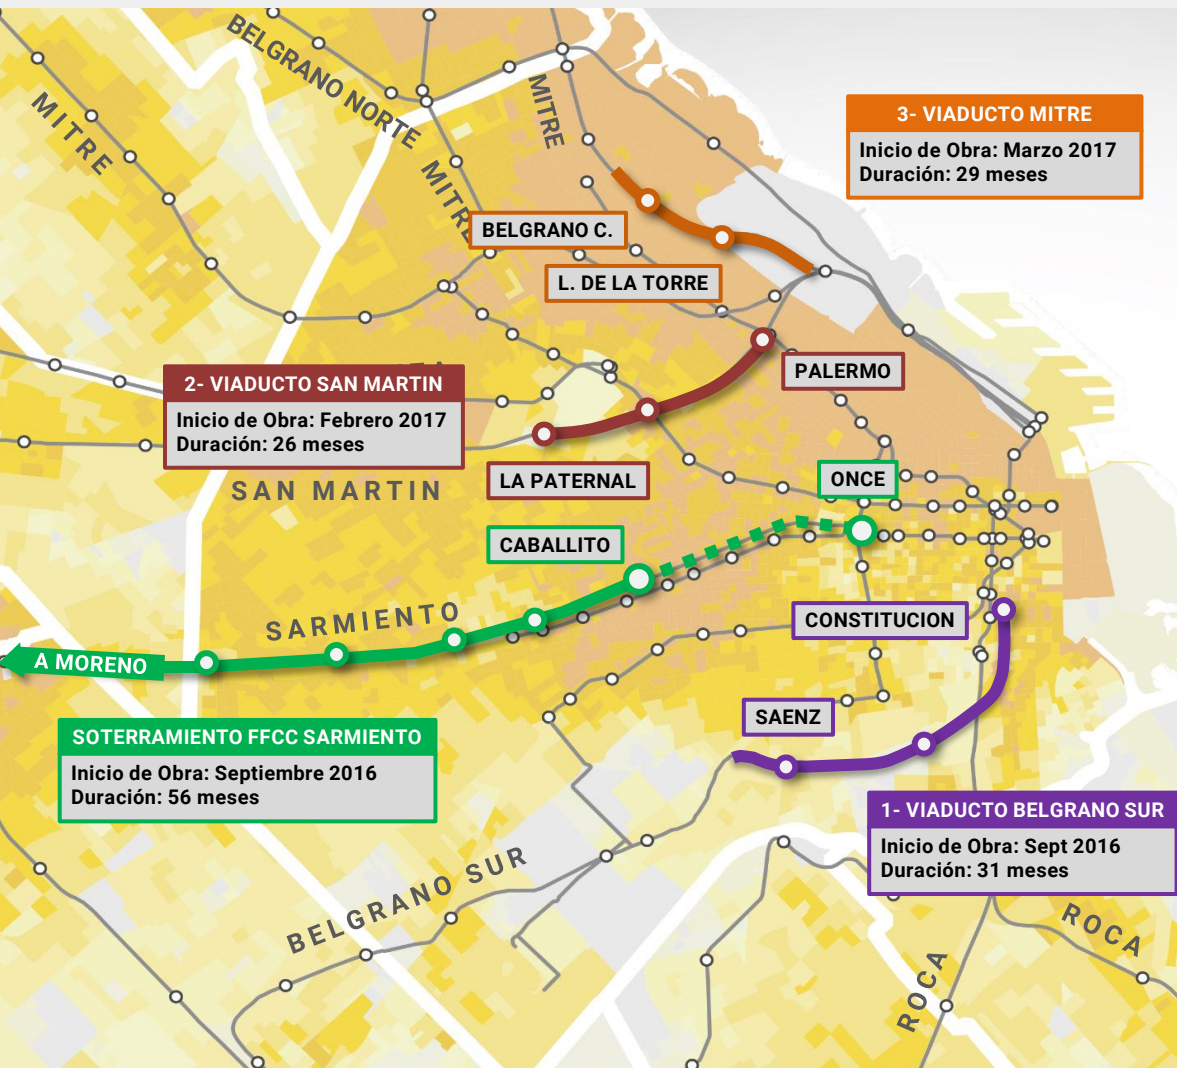 BELGRANO NORTE
MITRE
MITRE
MITRE
3- VIADUCTO MITRE
Inicio de Obra: Marzo 2017
Duración: 29 meses
BELGRANO C.
L. DE LA TORRE
PALERMO
2- VIADUCTO SAN MARTIN
Inicio de Obra: Febrero 2017
Duración: 26 meses
LA PATERNAL
ONCE
SAN MARTIN
CABALLITO
SARMIENTO
CONSTITUCION
A MORENO
SAENZ
SOTERRAMIENTO FFCC SARMIENTO
Inicio de Obra: Septiembre 2016
Duración: 56 meses
1- VIADUCTO BELGRANO SUR
Inicio de Obra: Sept 2016
Duración: 31 meses
BELGRANO SUR
ROCA
ROCA